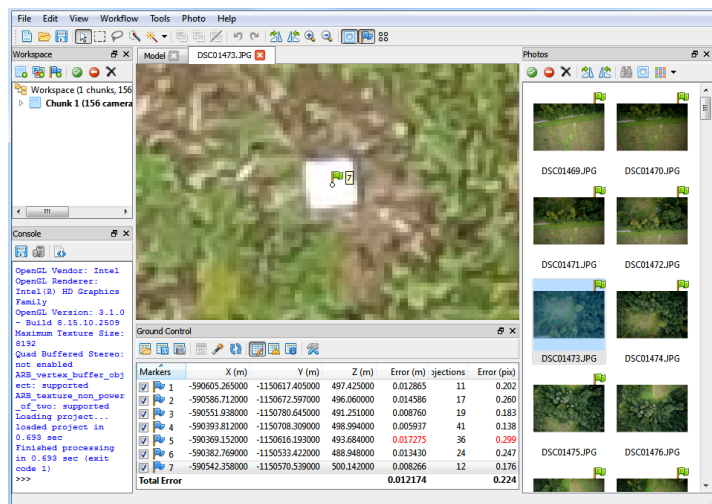 File Edit View Workflow Tools Photo Help
Workspace
Workspace (1 chunks, 156
Chunk 1 (156 camera
Console
OpenGL Vendor: Intel
OpenGL Renderer:
Intel(R) HD Graphics
Family
OpenGL Version: 3.1.0
- Build 8.15.10.2509
Maximum Texture Size:
8192
Quad Buffered Stereo:
not enabled
ARB_vertex_buffer_obj
ect: supported
ARB_texture_non_power
_of_two: supported
Loading project...
loaded project in
0.693 sec
Finished processing
in 0.693 sec (exit
code 1)
>>>
Model DSC01473.JPG
7
Ground Control
Markers X (m) Y (m) Z (m) Error (m) ojections Error (pix)
1 -590605.265000 -1150617.405000 497.425000 0.012865 11 0.202
2 -590586.712000 -1150672.597000 496.060000 0.014586 17 0.260
3 -590551.938000 -1150780.645000 491.251000 0.008760 19 0.183
4 -590393.812000 -1150708.309000 498.994000 0.005937 41 0.138
5 -590369.152000 -1150616.193000 493.684000 0.017275 36 0.299
6 -590382.769000 -1150533.422000 488.948000 0.013430 24 0.247
7 -590542.358000 -1150570.539000 500.142000 0.008266 12 0.176
Total Error 0.012174 0.224
Photos
DSC01469.JPG DSC01470.JPG
DSC01471.JPG DSC01472.JPG
DSC01473.JPG DSC01474.JPG
DSC01475.JPG DSC01476.JPG